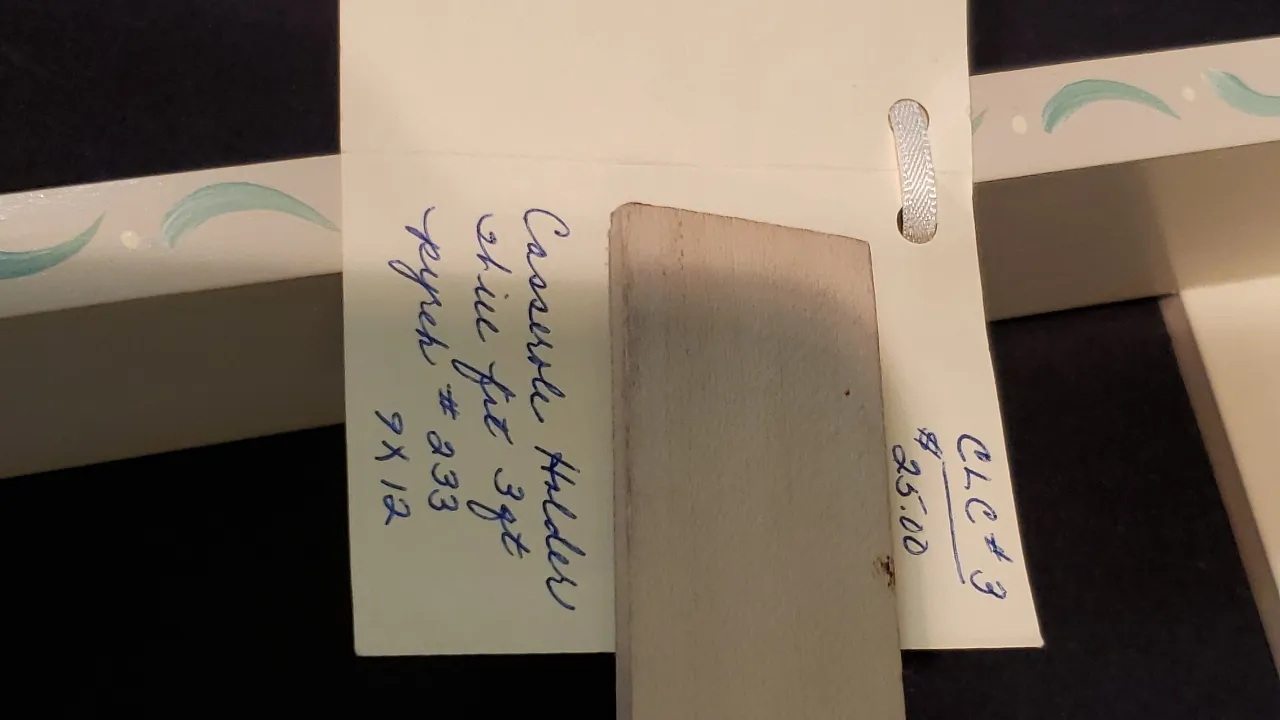 CLC #3
$25.00
Casserole Holder
will fit 3qt
pyrex #233
9X12